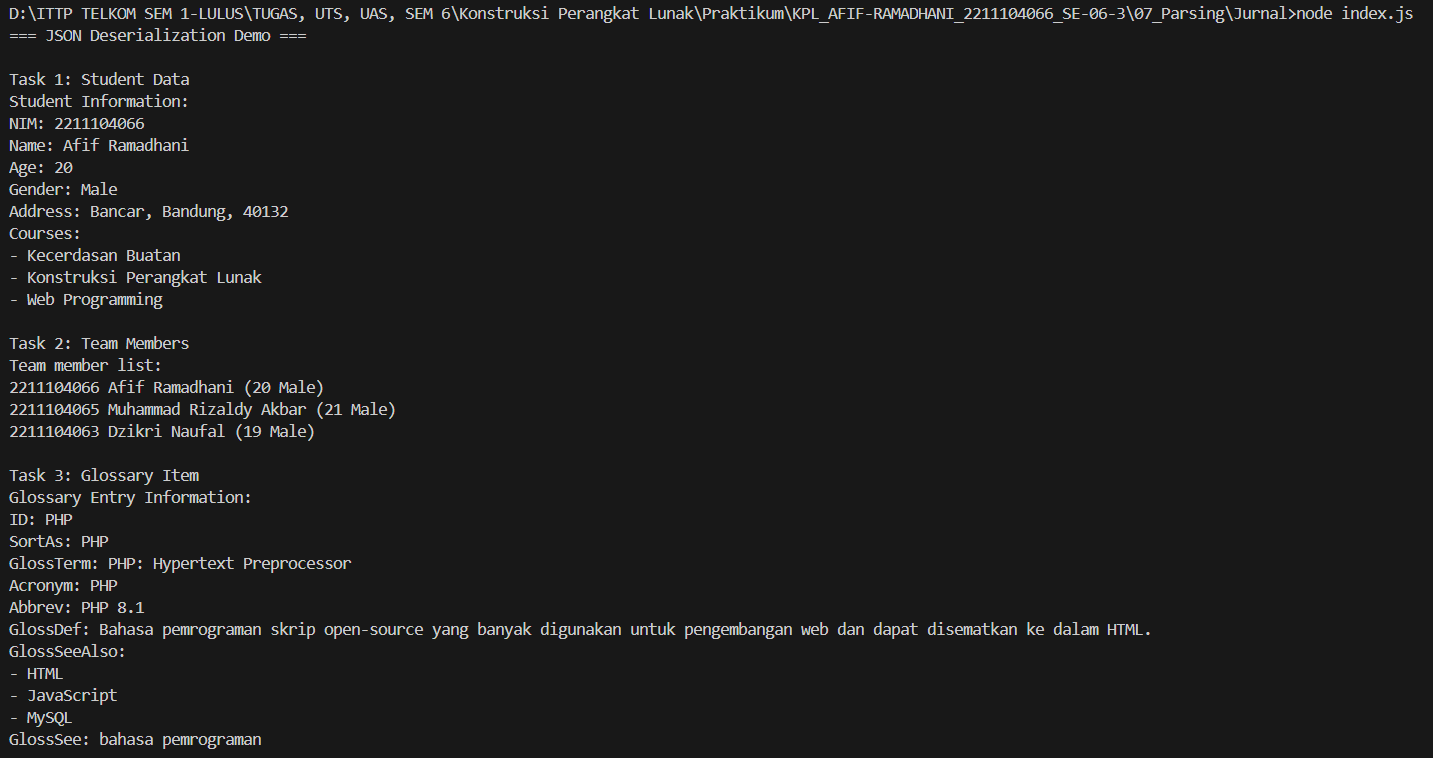 D:\ITTP TELKOM SEM 1-LULUS\TUGAS, UTS, UAS, SEM 6\Konstruksi Perangkat Lunak\Praktikum\KPL_AFIF-RAMADHANI_2211104066_SE-06-3\07_Parsing\Jurnal>node index.js
=== JSON Deserialization Demo ===
Task 1: Student Data
Student Information:
NIM: 2211104066
Name: Afif Ramadhani
Age: 20
Gender: Male
Address: Bancar, Bandung, 40132
Courses:
- Kecerdasan Buatan
- Konstruksi Perangkat Lunak
- Web Programming
Task 2: Team Members
Team member list:
2211104066 Afif Ramadhani (20 Male)
2211104065 Muhammad Rizaldy Akbar (21 Male)
2211104063 Dzikri Naufal (19 Male)
Task 3: Glossary Item
Glossary Entry Information:
ID: PHP
SortAs: PHP
GlossTerm: PHP: Hypertext Preprocessor
Acronym: PHP
Abbrev: PHP 8.1
GlossDef: Bahasa pemrograman skrip open-source yang banyak digunakan untuk pengembangan web dan dapat disematkan ke dalam HTML.
GlossSeeAlso:
- HTML
- JavaScript
- MySQL
GlossSee: bahasa pemrograman